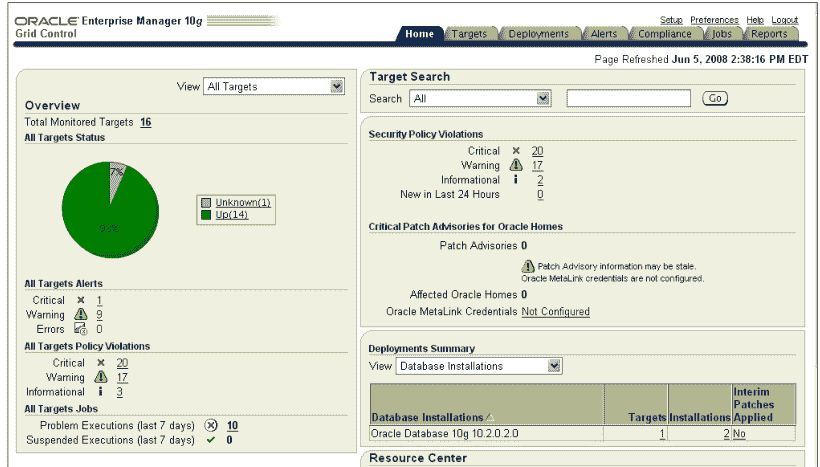 ORACLE Enterprise Manager 10g
Grid Control
Setup Preferences Help Logout
Home Targets Deployments Alerts Compliance Jobs Reports
Page Refreshed Jun 5, 2008 2:38:16 PM EDT
View All Targets
Overview
Total Monitored Targets 16
All Targets Status
7%
Unknown(1)
Up(14)
All Targets Alerts
Critical 1
Warning 9
Errors 0
All Targets Policy Violations
Critical 20
Warning 17
Informational 3
All Targets Jobs
Problem Executions (last 7 days) 10
Suspended Executions (last 7 days) 0
Target Search
Search All Go
Security Policy Violations
Critical 20
Warning 17
Informational 2
New in Last 24 Hours 0
Critical Patch Advisories for Oracle Homes
Patch Advisories 0
Patch Advisory information may be stale.
Oracle MetaLink credentials are not configured.
Affected Oracle Homes 0
Oracle MetaLink Credentials Not Configured
Deployments Summary
View Database Installations
Interim
Patches
Database Installations Targets Installations Applied
Oracle Database 10g 10.2.0.2.0 1 2 No
Resource Center